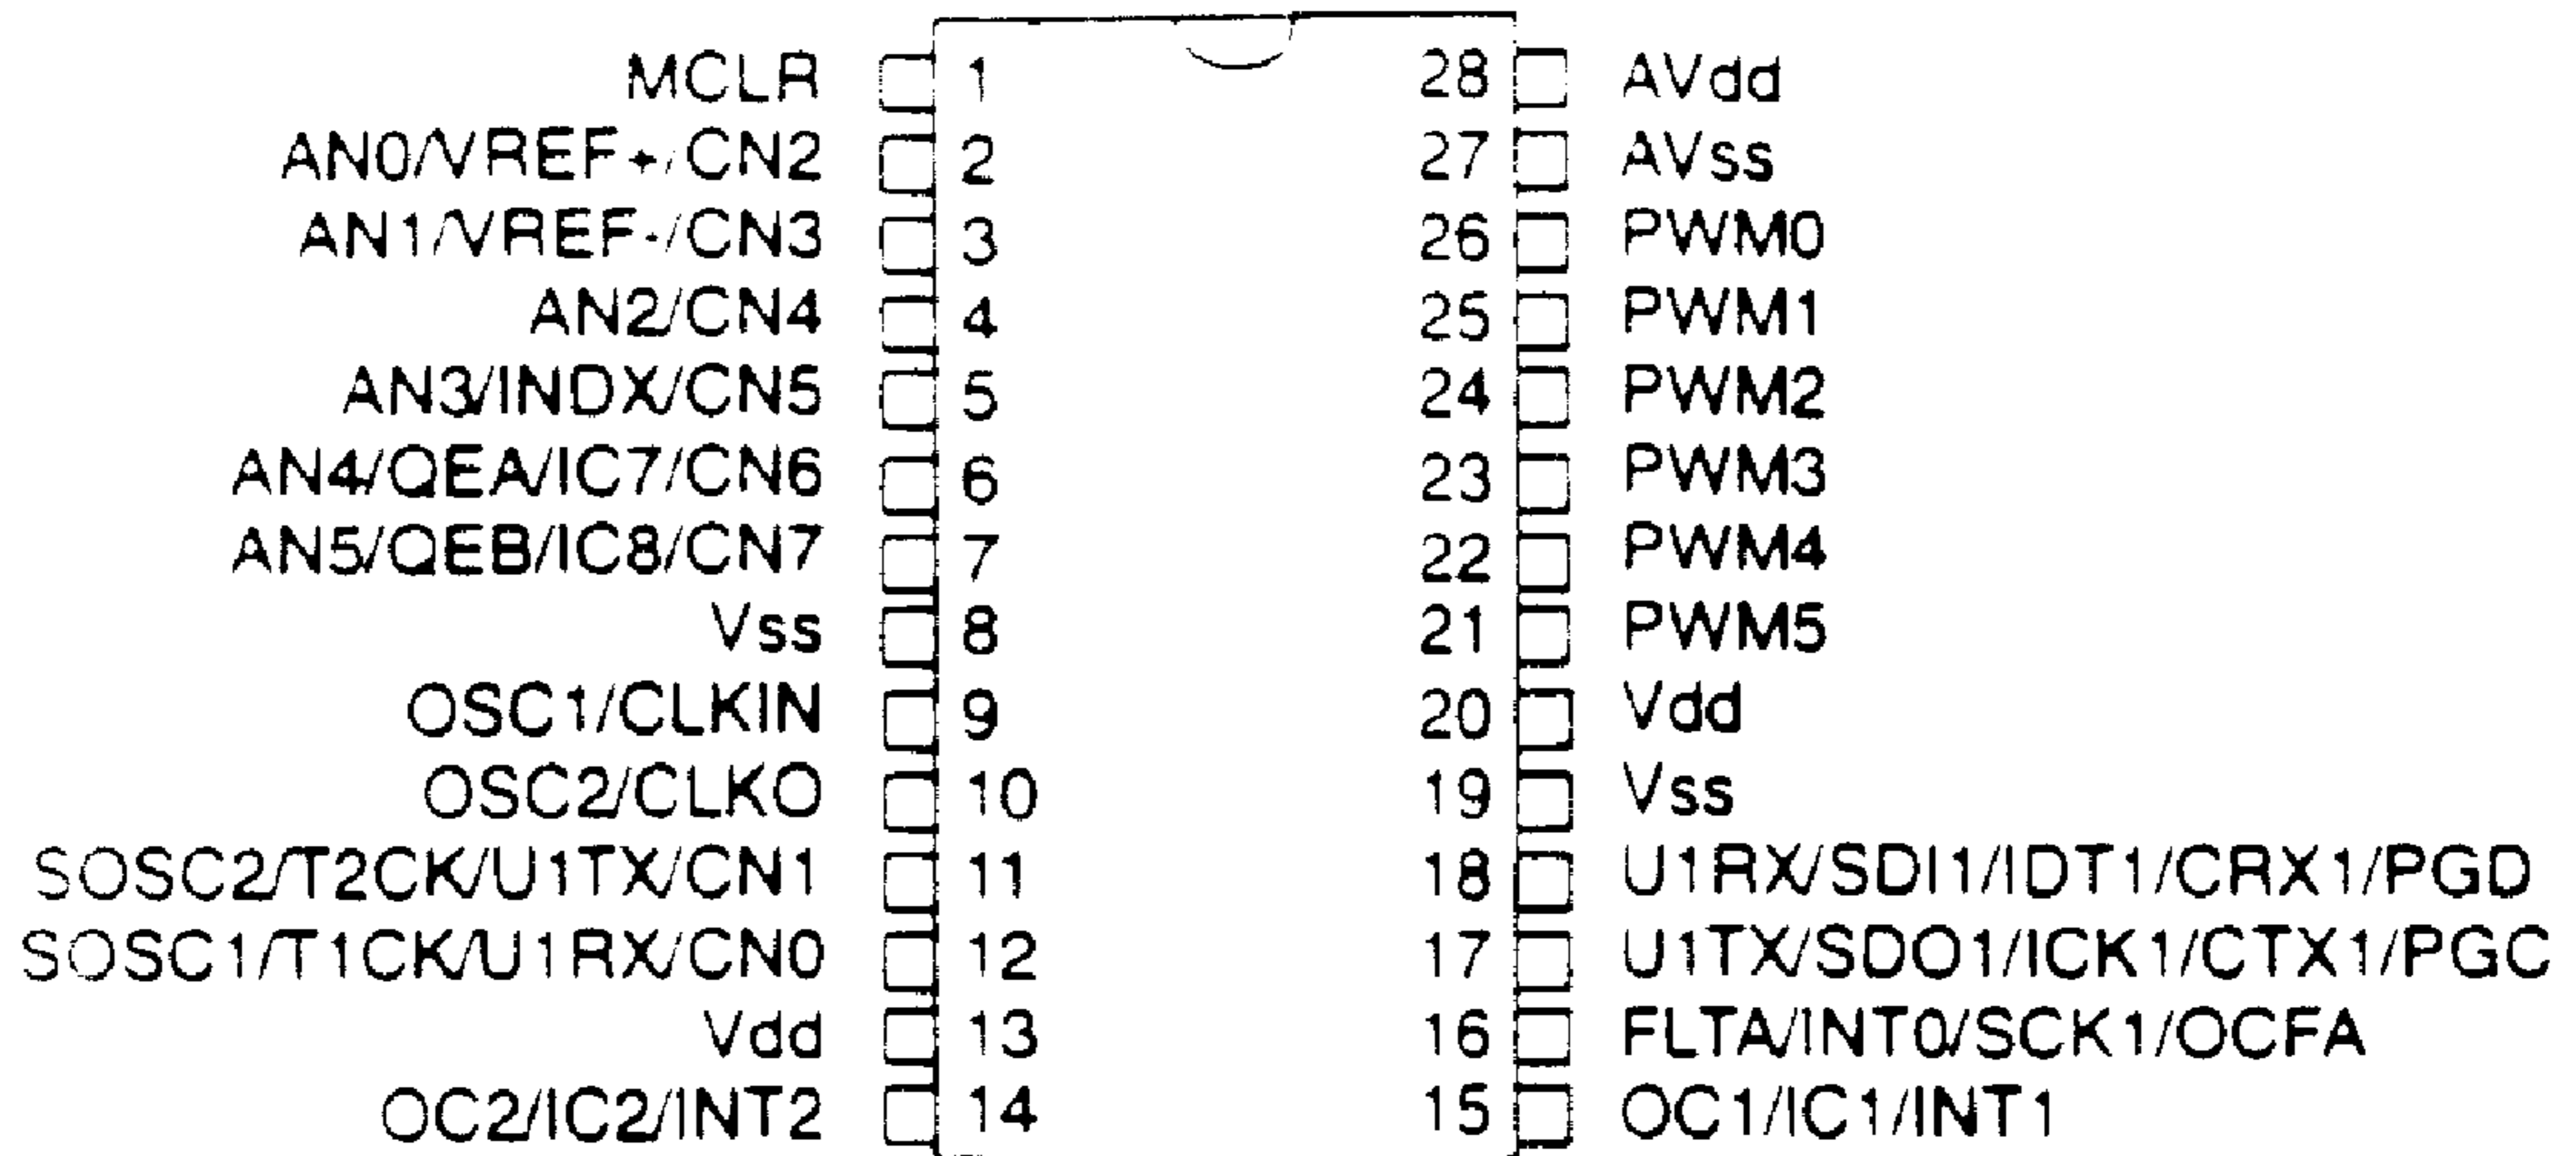 MCLR 1 28 AVdd
AN0/VREF+/CN2 2 27 AVss
AN1/VREF-/CN3 3 26 PWM0
AN2/CN4 4 25 PWM1
AN3/INDX/CN5 5 24 PWM2
AN4/QEA/IC7/CN6 6 23 PWM3
AN5/QEB/IC8/CN7 7 22 PWM4
Vss 8 21 PWM5
OSC1/CLKIN 9 20 Vdd
OSC2/CLKO 10 19 Vss
SOSC2/T2CK/U1TX/CN1 11 18 U1RX/SDI1/IDT1/CRX1/PGD
SOSC1/T1CK/U1RX/CN0 12 17 U1TX/SDO1/ICK1/CTX1/PGC
Vdd 13 16 FLTA/INT0/SCK1/OCFA
OC2/IC2/INT2 14 15 OC1/IC1/INT1